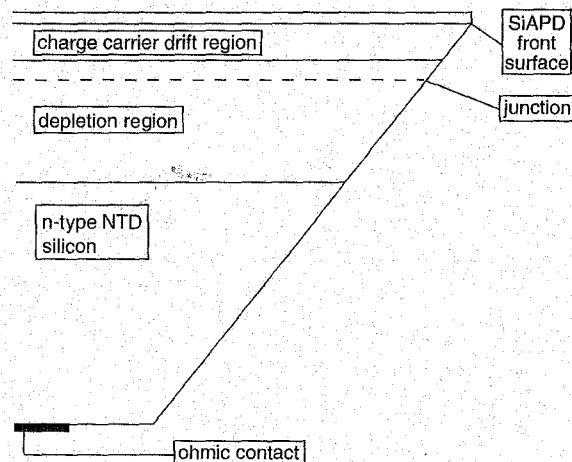 SiAPD
front
surface
charge carrier drift region
junction
depletion region
n-type NTD
silicon
ohmic contact